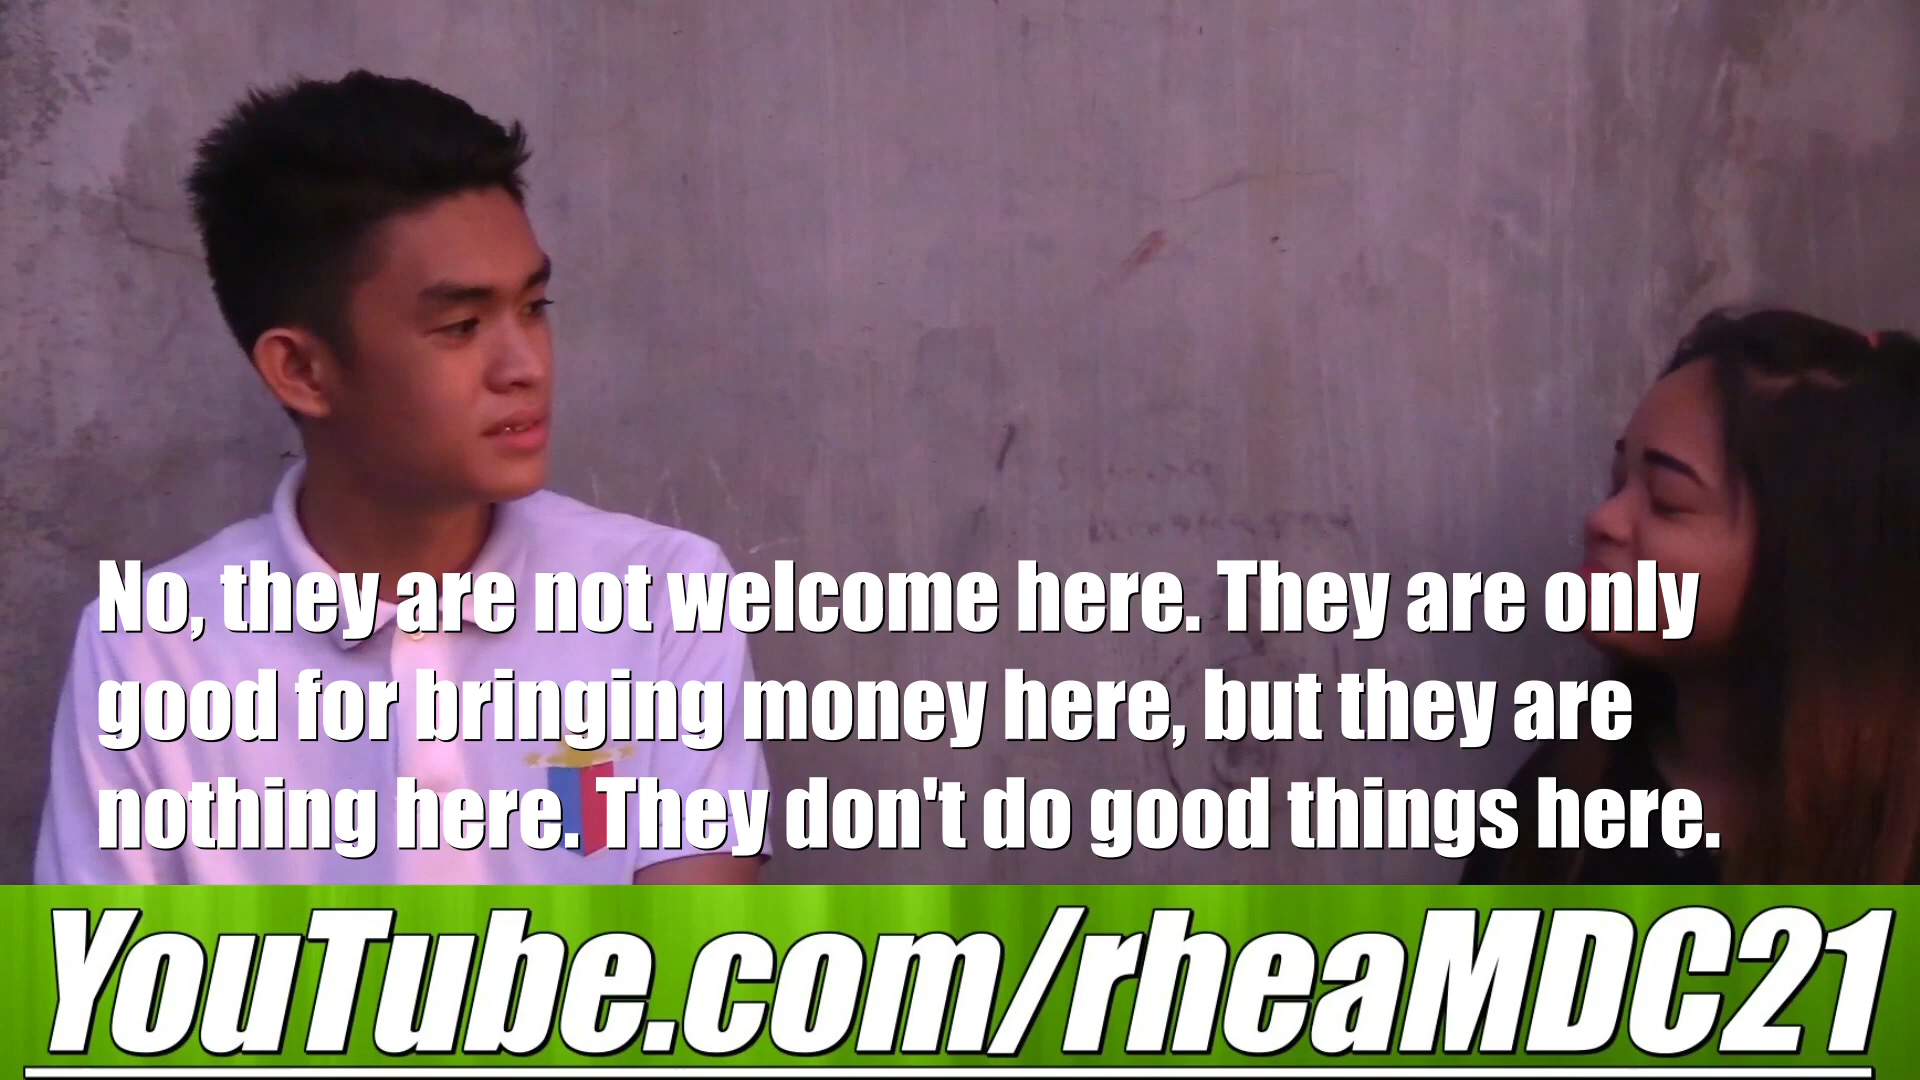 No, they are not welcome here. They are only
good for bringing money here, but they are
nothing here. They don't do good things here.
YouTube.com/rheaMDC21